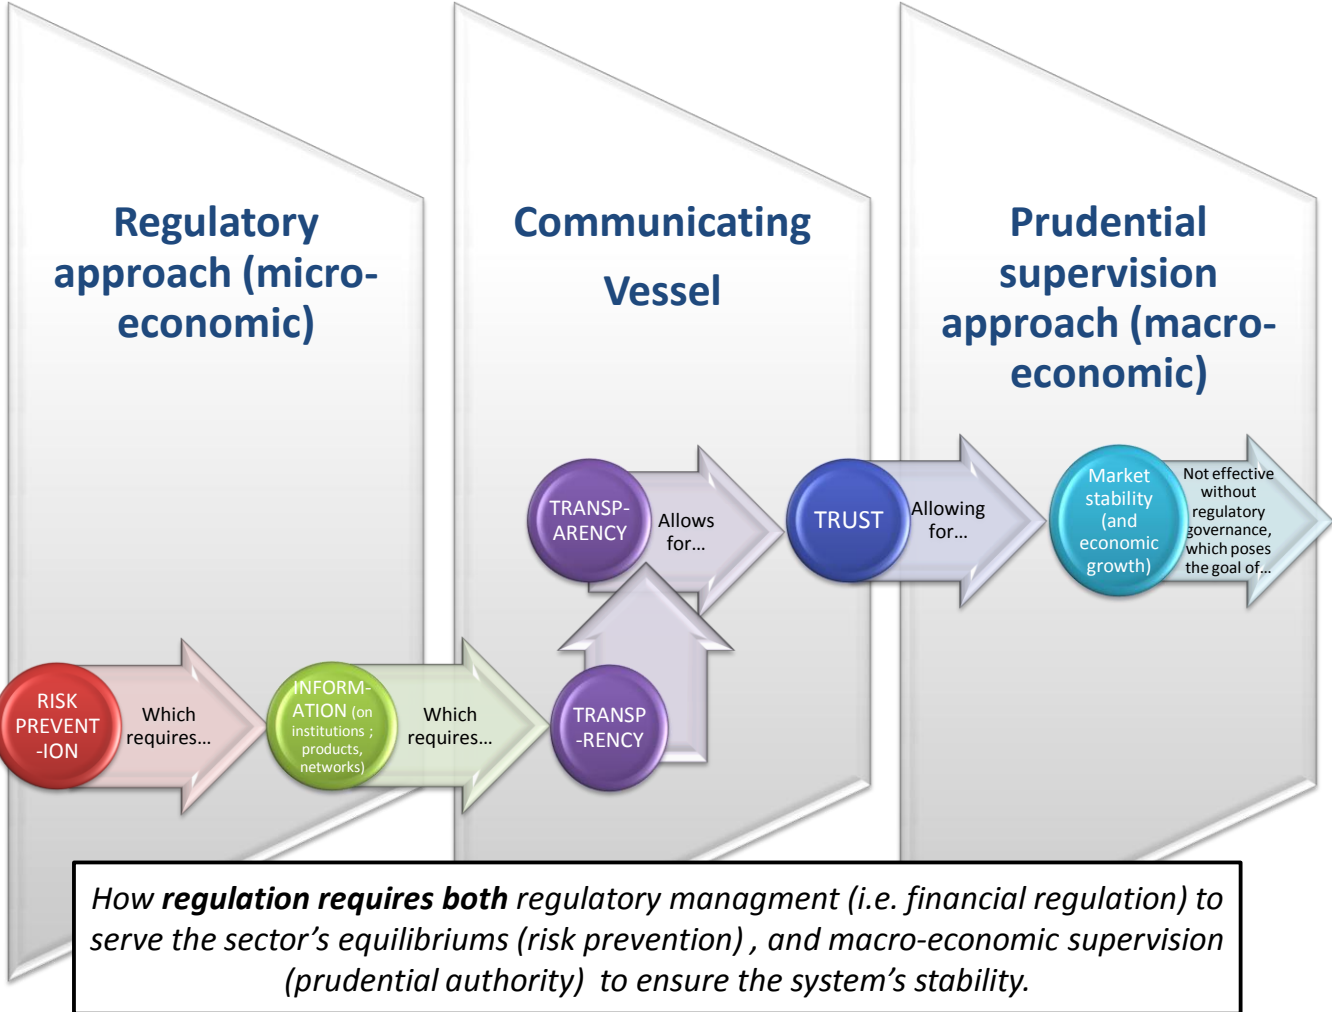 Regulatory
approach (micro-
economic)
Communicating
Vessel
Prudential
supervision
approach (macro-
economic)
TRANSP-
ARENCY
Allows
for...
TRUST
Allowing
for...
Market
stability
(and
economic
growth)
Not effective
without
regulatory
governance,
which poses
the goal of...
RISK
PREVENT
-ION
Which
requires...
INFORM-
ATION (on
institutions ;
products,
networks)
Which
requires...
TRANSP
-RENCY
How regulation requires both regulatory managment (i.e. financial regulation) to
serve the sector's equilibriums (risk prevention) , and macro-economic supervision
(prudential authority)  to ensure the system's stability.